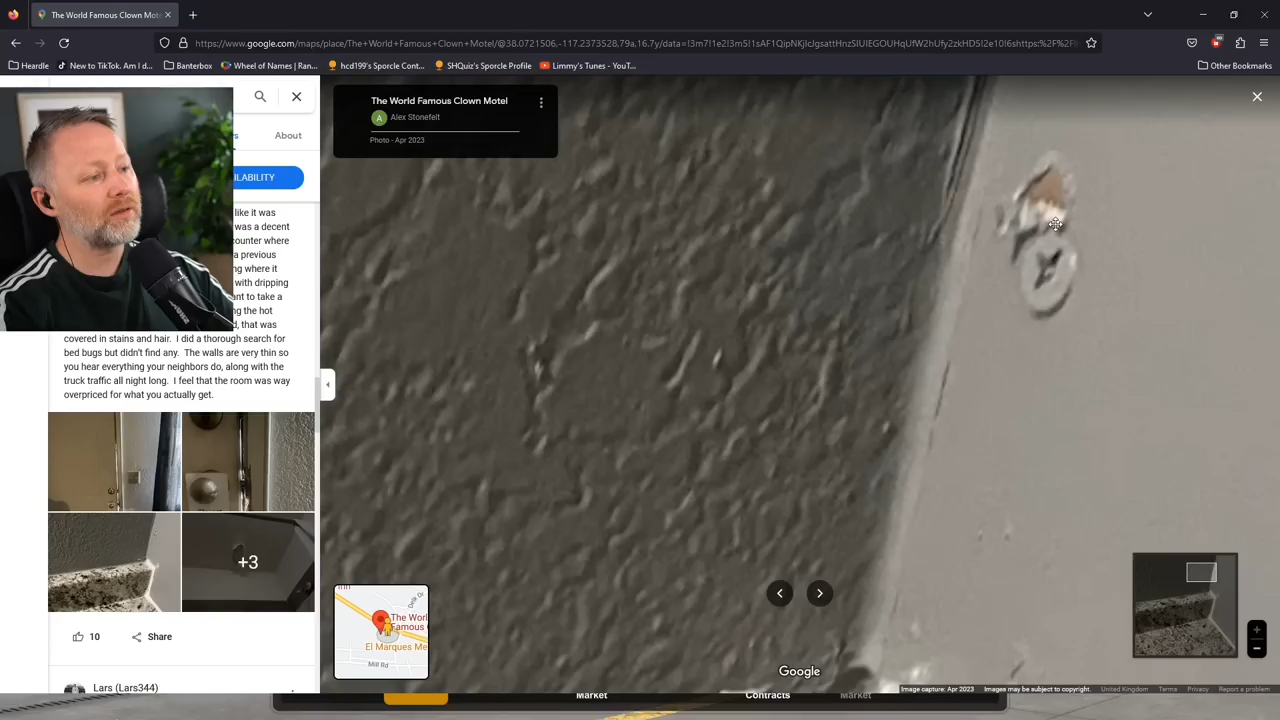 The World Famous Clown Mote
https://www.google.com/maps/place/The+World+Famous+Clown+Motel/@38.0721506,-117.2373528,79a,16.7y/data=
Heardle
New to TikTok. Am I d...
Banterbox
Wheel of Names | Ran...
hcd199's Sporcle Cont...
SHQuiz's Sporcle Profile
Limmy's Tunes - YouT...
Other Bookmarks
The World Famous Clown Motel
A
Alex Stonefelt
Photo - Apr 2023
s
About
ILABILITY
like it was
was a decent
counter where
a previous
ng where it
with dripping
ant to take a
ng the hot
d, that was
covered in stains and hair. I did a thorough search for
bed bugs but didn't find any. The walls are very thin so
you hear everything your neighbors do, along with the
truck traffic all night long. I feel that the room was way
overpriced for what you actually get.
+3
10
Share
Lars (Lars344)
Inn
Delk Dr
The Worl
Famous
El Marques Me
Mill Rd
Google
Image capture: Apr 2023
Images may be subject to copyright.
United Kingdom
Terms
Privacy
Report a problem
Market
Contracts
Market